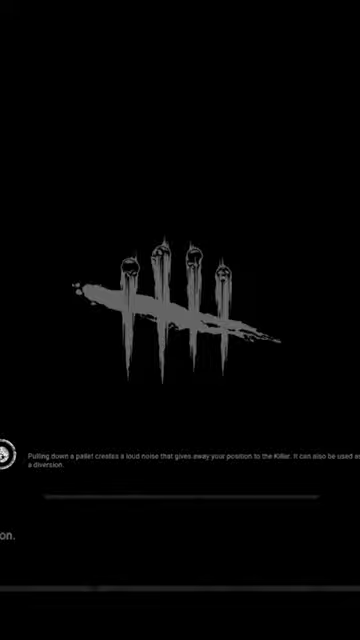 Pulling down a pallet creates a loud noise that gives away your position to the Killer. It can also be used as
a diversion.
on.